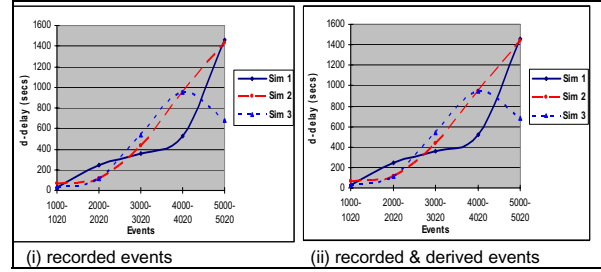 1600
1400
1200
1000
800
600
400
200
0
d-delay (secs)
1000-1020
2000-2020
3000-3020
4000-4020
5000-5020
Events
Sim 1
Sim 2
Sim 3
(i) recorded events
1600
1400
1200
1000
800
600
400
200
0
d-delay (secs)
1000-1020
2000-2020
3000-3020
4000-4020
5000-5020
Events
Sim 1
Sim 2
Sim 3
(ii) recorded & derived events